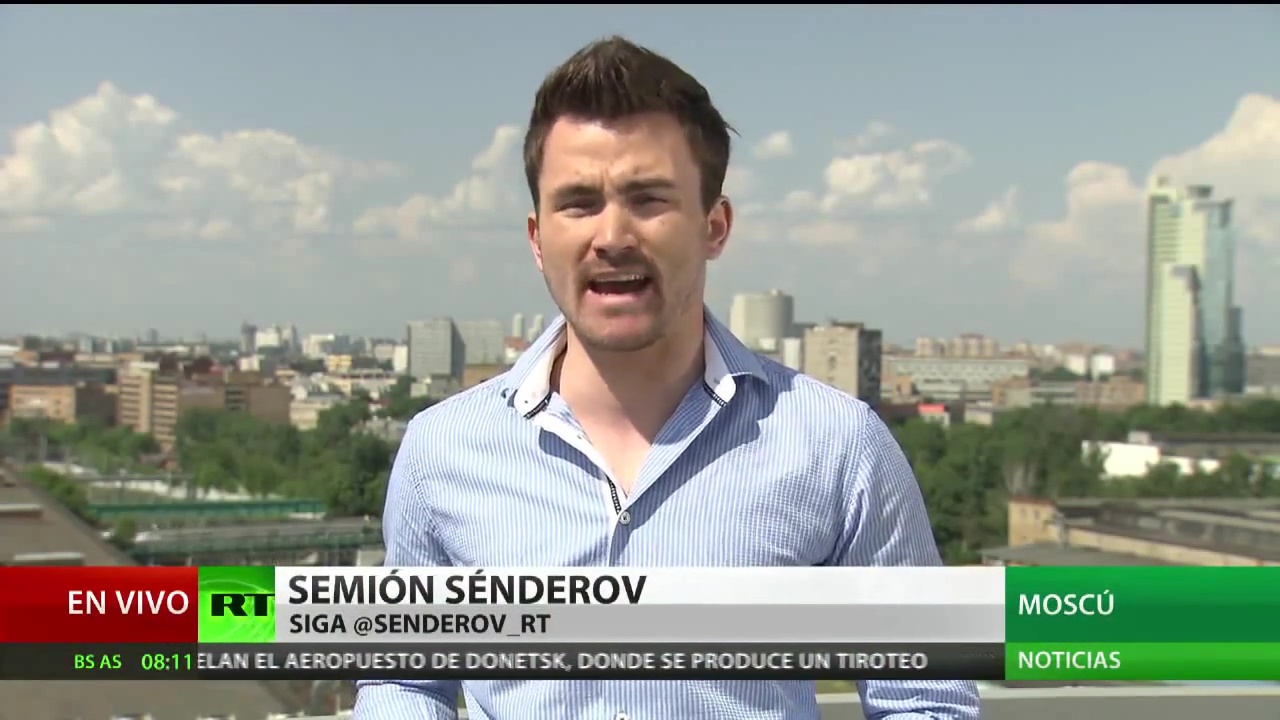 EN VIVO
RT
SEMIÓN SÉNDEROV
SIGA @SENDEROV_RT
MOSCÚ
BS AS 08:11
ELAN EL AEROPUERTO DE DONETSK, DONDE SE PRODUCE UN TIROTEO
NOTICIAS